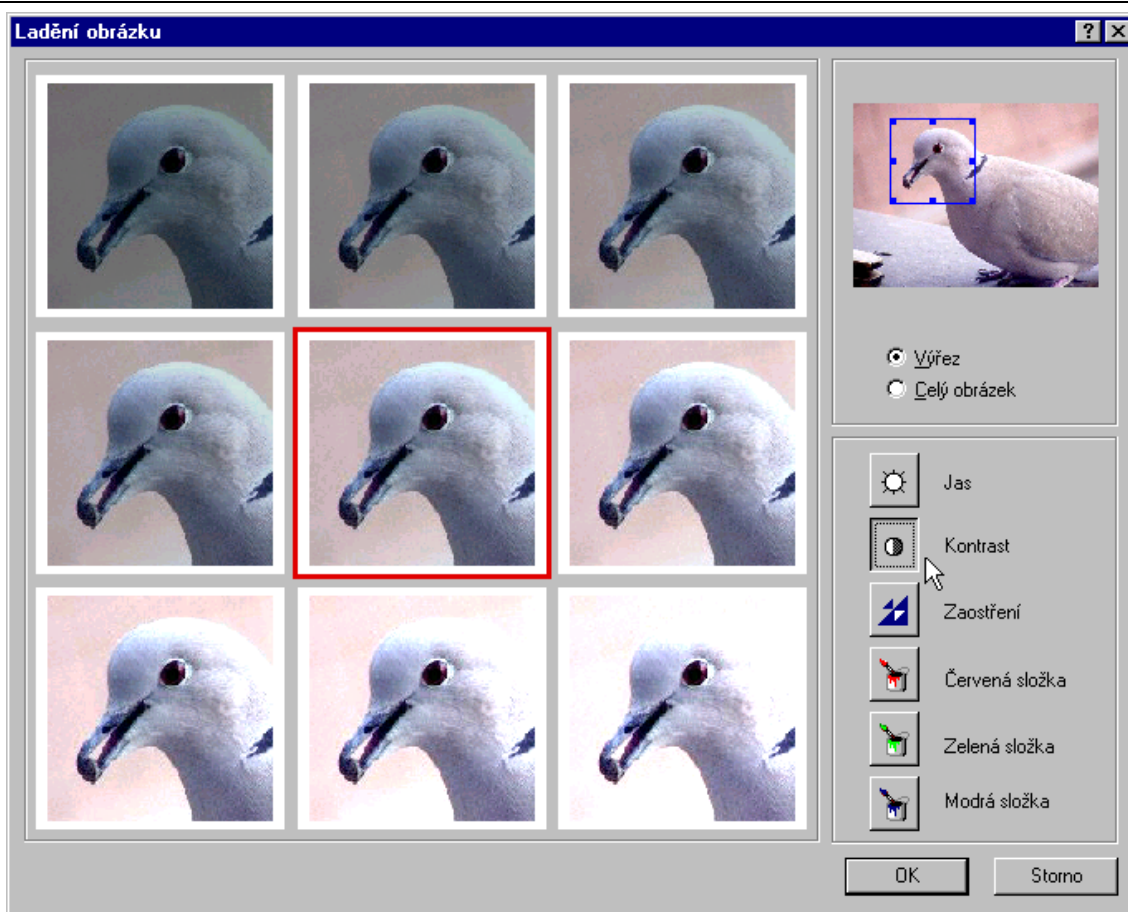 Ladění obrázku
Výřez
Celý obrázek
Jas
Kontrast
Zaostření
Červená složka
Zelená složka
Modrá složka
OK
Storno